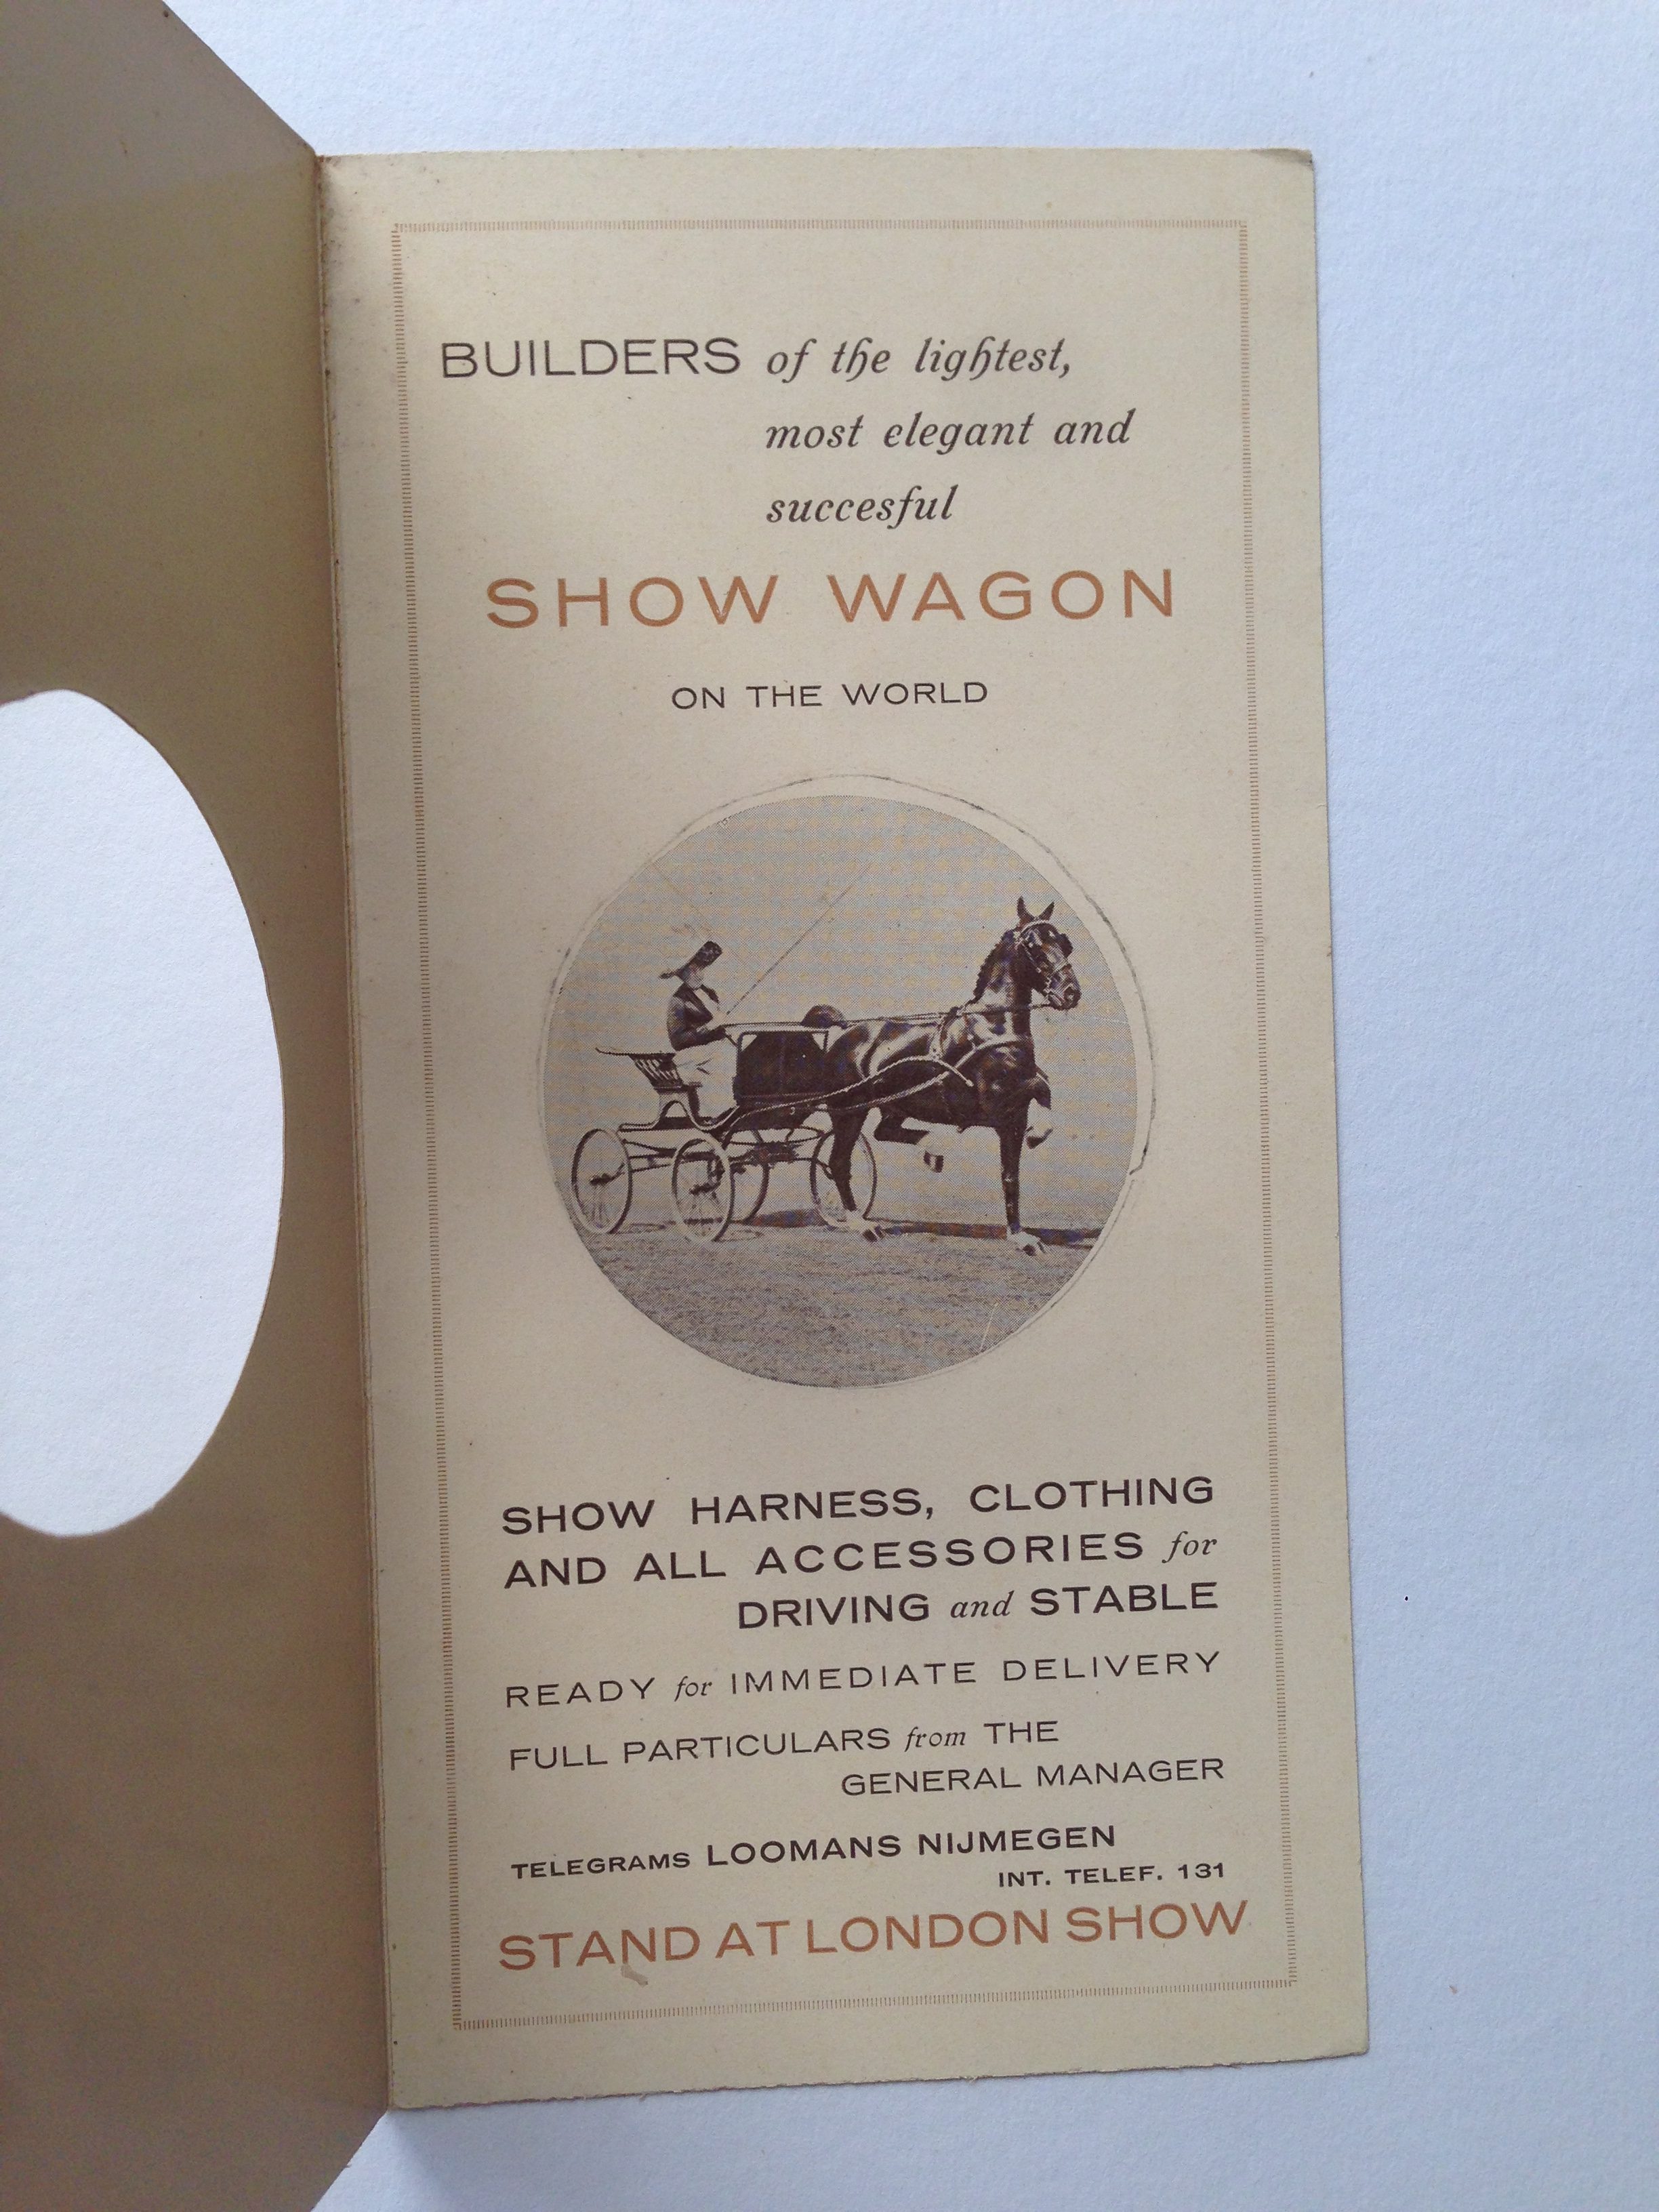 BUILDERS of the lightest,
most elegant and
succesful
SHOW WAGON
ON THE WORLD
SHOW HARNESS, CLOTHING
AND ALL ACCESSORIES for
DRIVING and STABLE
READY for IMMEDIATE DELIVERY
FULL PARTICULARS from THE
GENERAL MANAGER
TELEGRAMS LOOMANS NIJMEGEN
INT. TELEF. 131
STAND AT LONDON SHOW